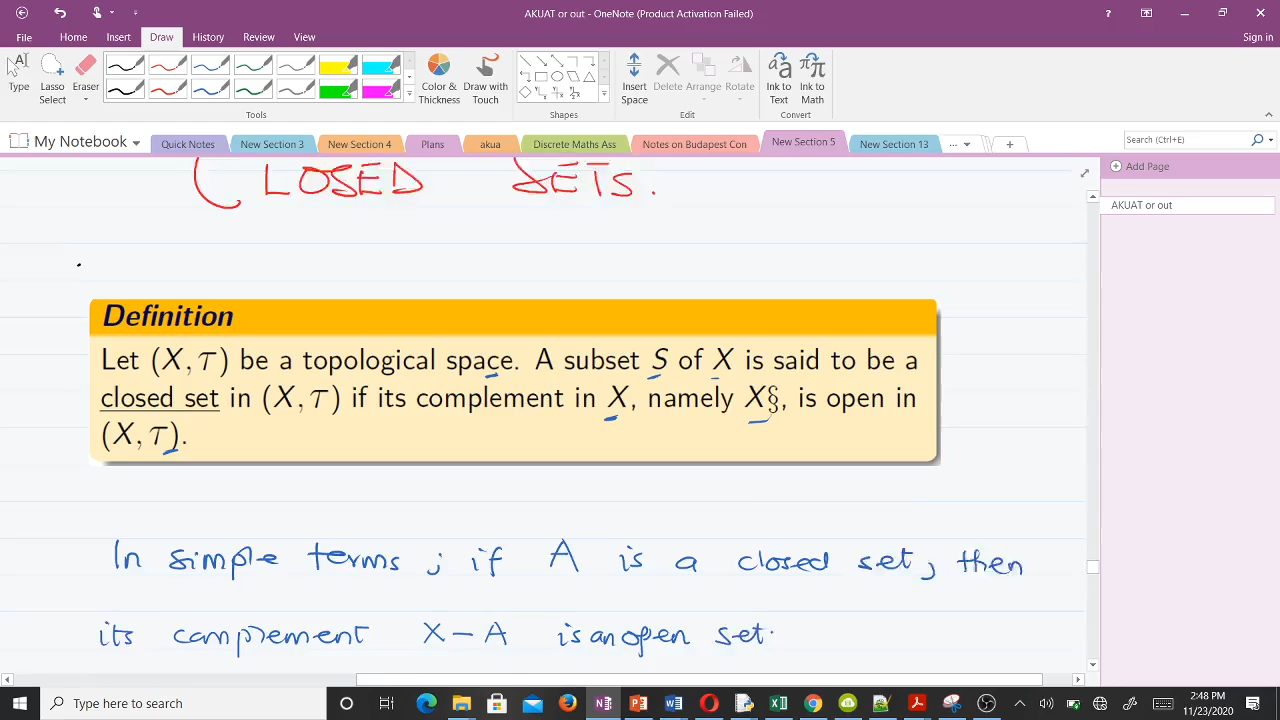 AKUAT or out - OneNote (Product Activation Failed)
File Home Insert Draw History Review View Sign in
Type Lasso Select Eraser Color & Thickness Draw with Touch Insert Space Delete Arrange Rotate Ink to Text Ink to Math
Tools Shapes Edit Convert
My Notebook Quick Notes New Section 3 New Section 4 Plans akua Discrete Maths Ass Notes on Budapest Con New Section 5 New Section 13 ... Search (Ctrl+E)
Add Page
AKUAT or out
CLOSED SETS.
Definition
Let (X, τ) be a topological space. A subset S of X is said to be a
closed set in (X, τ) if its complement in X, namely X§, is open in
(X, τ).
In simple terms ; if A is a closed set, then
its complement X - A is an open set.
Type here to search
2:48 PM
11/23/2020